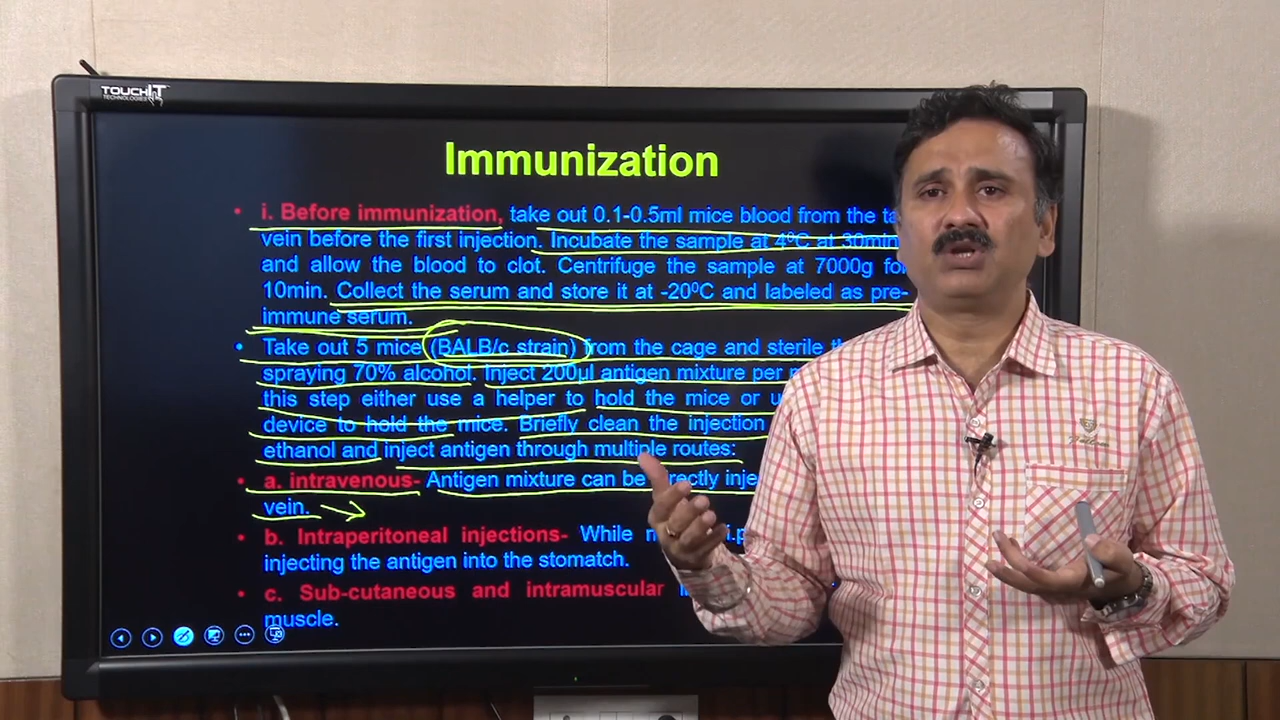 TOUCHIT
TECHNOLOGIES
Immunization
• i. Before immunization, take out 0.1-0.5ml mice blood from the
vein before the first injection. Incubate the sample at 4⁰C at 30min
and allow the blood to clot. Centrifuge the sample at 7000g
10min. Collect the serum and store it at -20⁰C and labeled as pre-
immune serum.
• Take out 5 mice (BALB/c strain) from the cage and sterile
spraying 70% alcohol. Inject 200µl antigen mixture per
this step either use a helper to hold the mice or
device to hold the mice. Briefly clean the injection
ethanol and inject antigen through multiple routes:
• a. intravenous- Antigen mixture can be
vein.
• b. Intraperitoneal injections- While
injecting the antigen into the stomatch.
• c. Sub-cutaneous and intramuscular
muscle.